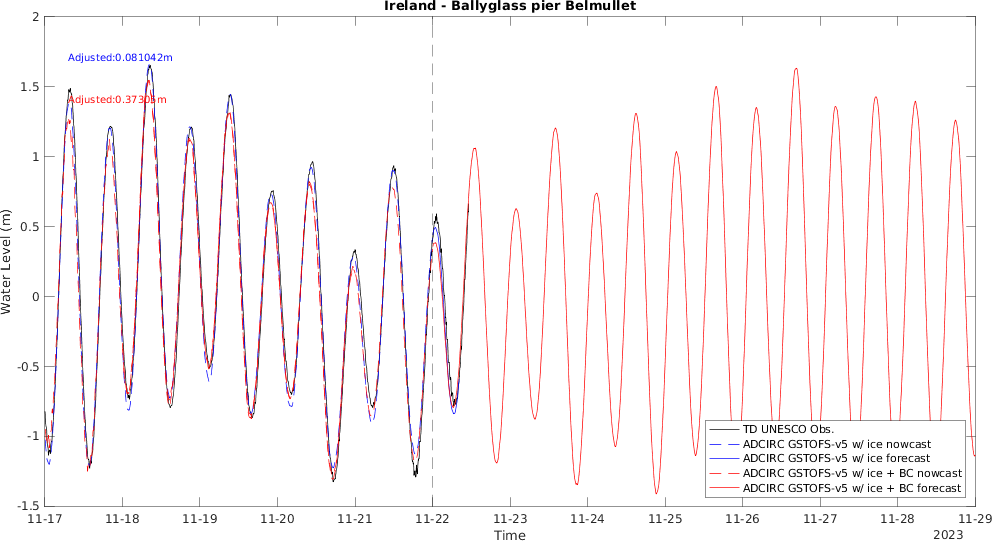 Ireland - Ballyglass pier Belmullet
2
1.5
1
0.5
0
-0.5
-1
-1.5
Water Level (m)
Adjusted:0.081042m
TD UNESCO Obs.
ADCIRC GSTOFS-v5 w/ ice nowcast
ADCIRC GSTOFS-v5 w/ ice forecast
ADCIRC GSTOFS-v5 w/ ice + BC nowcast
ADCIRC GSTOFS-v5 w/ ice + BC forecast
11-17 11-18 11-19 11-20 11-21 11-22 11-23 11-24 11-25 11-26 11-27 11-28 11-29
Time
2023